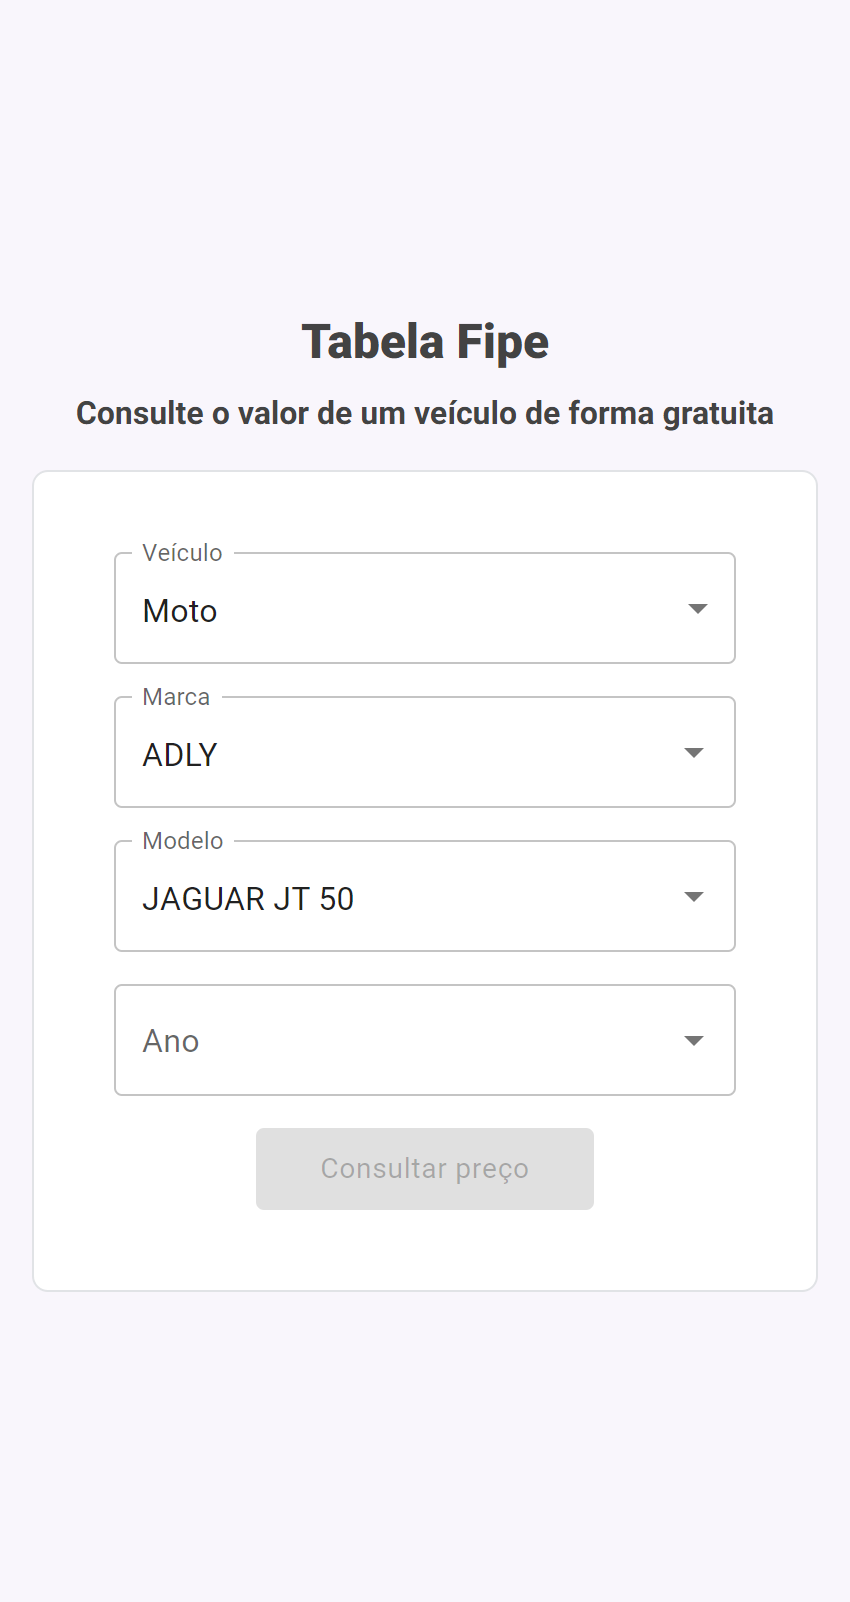 Tabela Fipe
Consulte o valor de um veículo de forma gratuita
Veículo
Moto
Marca
ADLY
Modelo
JAGUAR JT 50
Ano
Consultar preço